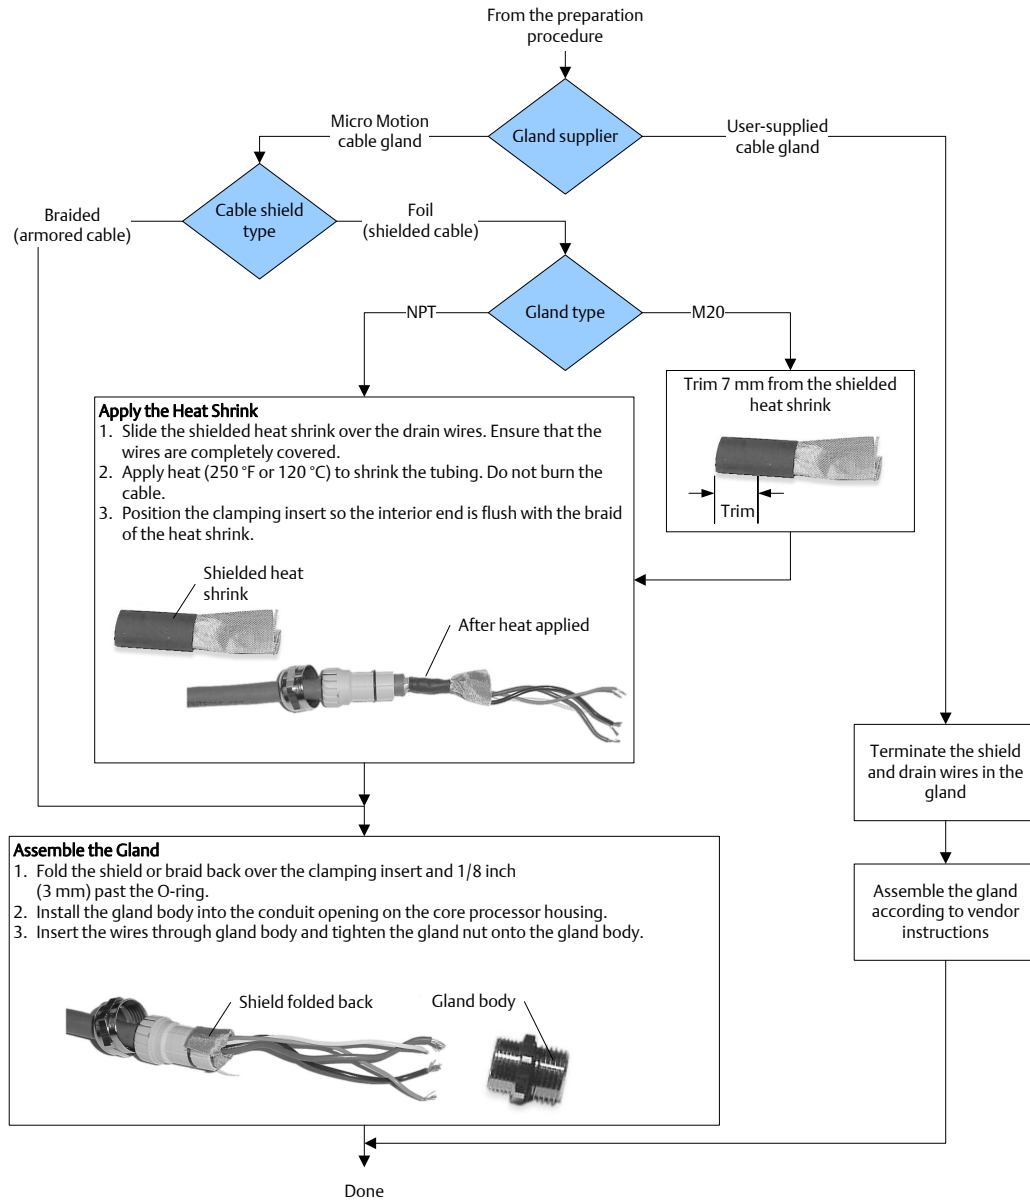 From the preparation
procedure
Gland supplier
Micro Motion
cable gland
User-supplied
cable gland
Cable shield
type
Braided
(armored cable)
Foil
(shielded cable)
Gland type
NPT
M20
Trim 7 mm from the shielded
heat shrink
Trim
Apply the Heat Shrink
1. Slide the shielded heat shrink over the drain wires. Ensure that the
wires are completely covered.
2. Apply heat (250 °F or 120 °C) to shrink the tubing. Do not burn the
cable.
3. Position the clamping insert so the interior end is flush with the braid
of the heat shrink.
Shielded heat
shrink
After heat applied
Terminate the shield
and drain wires in the
gland
Assemble the gland
according to vendor
instructions
Assemble the Gland
1. Fold the shield or braid back over the clamping insert and 1/8 inch
(3 mm) past the O-ring.
2. Install the gland body into the conduit opening on the core processor housing.
3. Insert the wires through gland body and tighten the gland nut onto the gland body.
Shield folded back
Gland body
Done